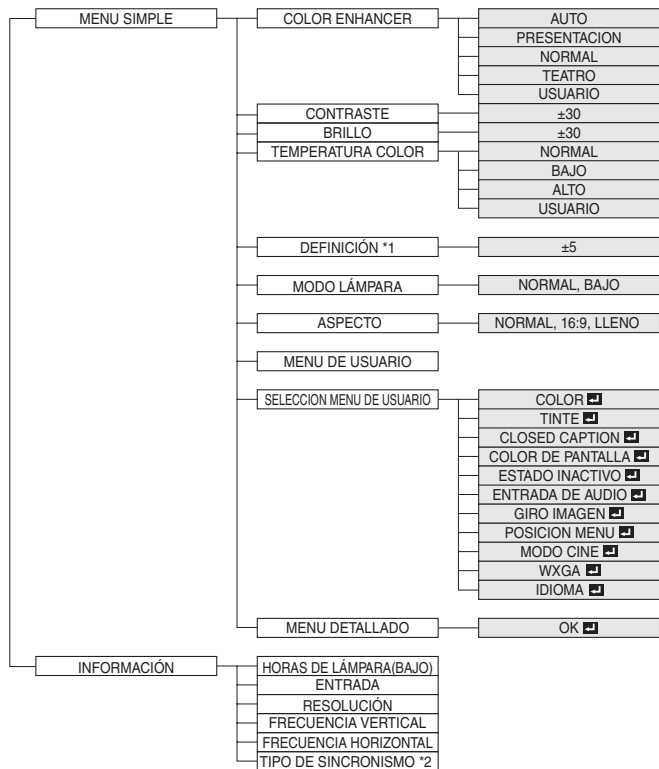 MENU SIMPLE COLOR ENHANCER AUTO
PRESENTACION
NORMAL
TEATRO
USUARIO
CONTRASTE ±30
BRILLO ±30
TEMPERATURA COLOR NORMAL
BAJO
ALTO
USUARIO
DEFINICIÓN *1 ±5
MODO LÁMPARA NORMAL, BAJO
ASPECTO NORMAL, 16:9, LLENO
MENU DE USUARIO
SELECCION MENU DE USUARIO COLOR
TINTE
CLOSED CAPTION
COLOR DE PANTALLA
ESTADO INACTIVO
ENTRADA DE AUDIO
GIRO IMAGEN
POSICION MENU
MODO CINE
WXGA
IDIOMA
MENU DETALLADO OK
INFORMACIÓN HORAS DE LÁMPARA(BAJO)
ENTRADA
RESOLUCIÓN
FRECUENCIA VERTICAL
FRECUENCIA HORIZONTAL
TIPO DE SINCRONISMO *2